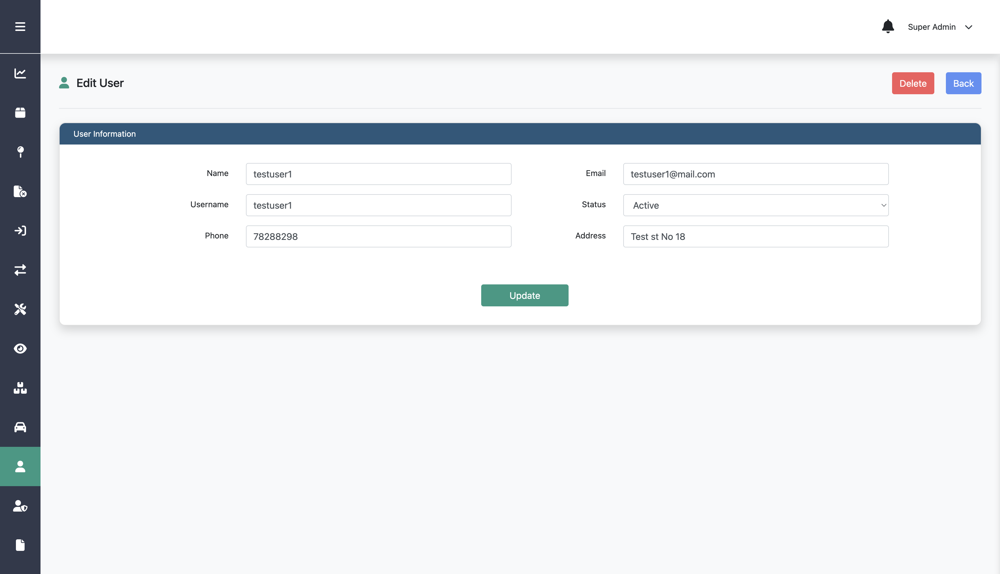 Super Admin
Edit User
Delete
Back
User Information
Name
testuser1
Email
testuser1@mail.com
Username
testuser1
Status
Active
Phone
78288298
Address
Test st No 18
Update